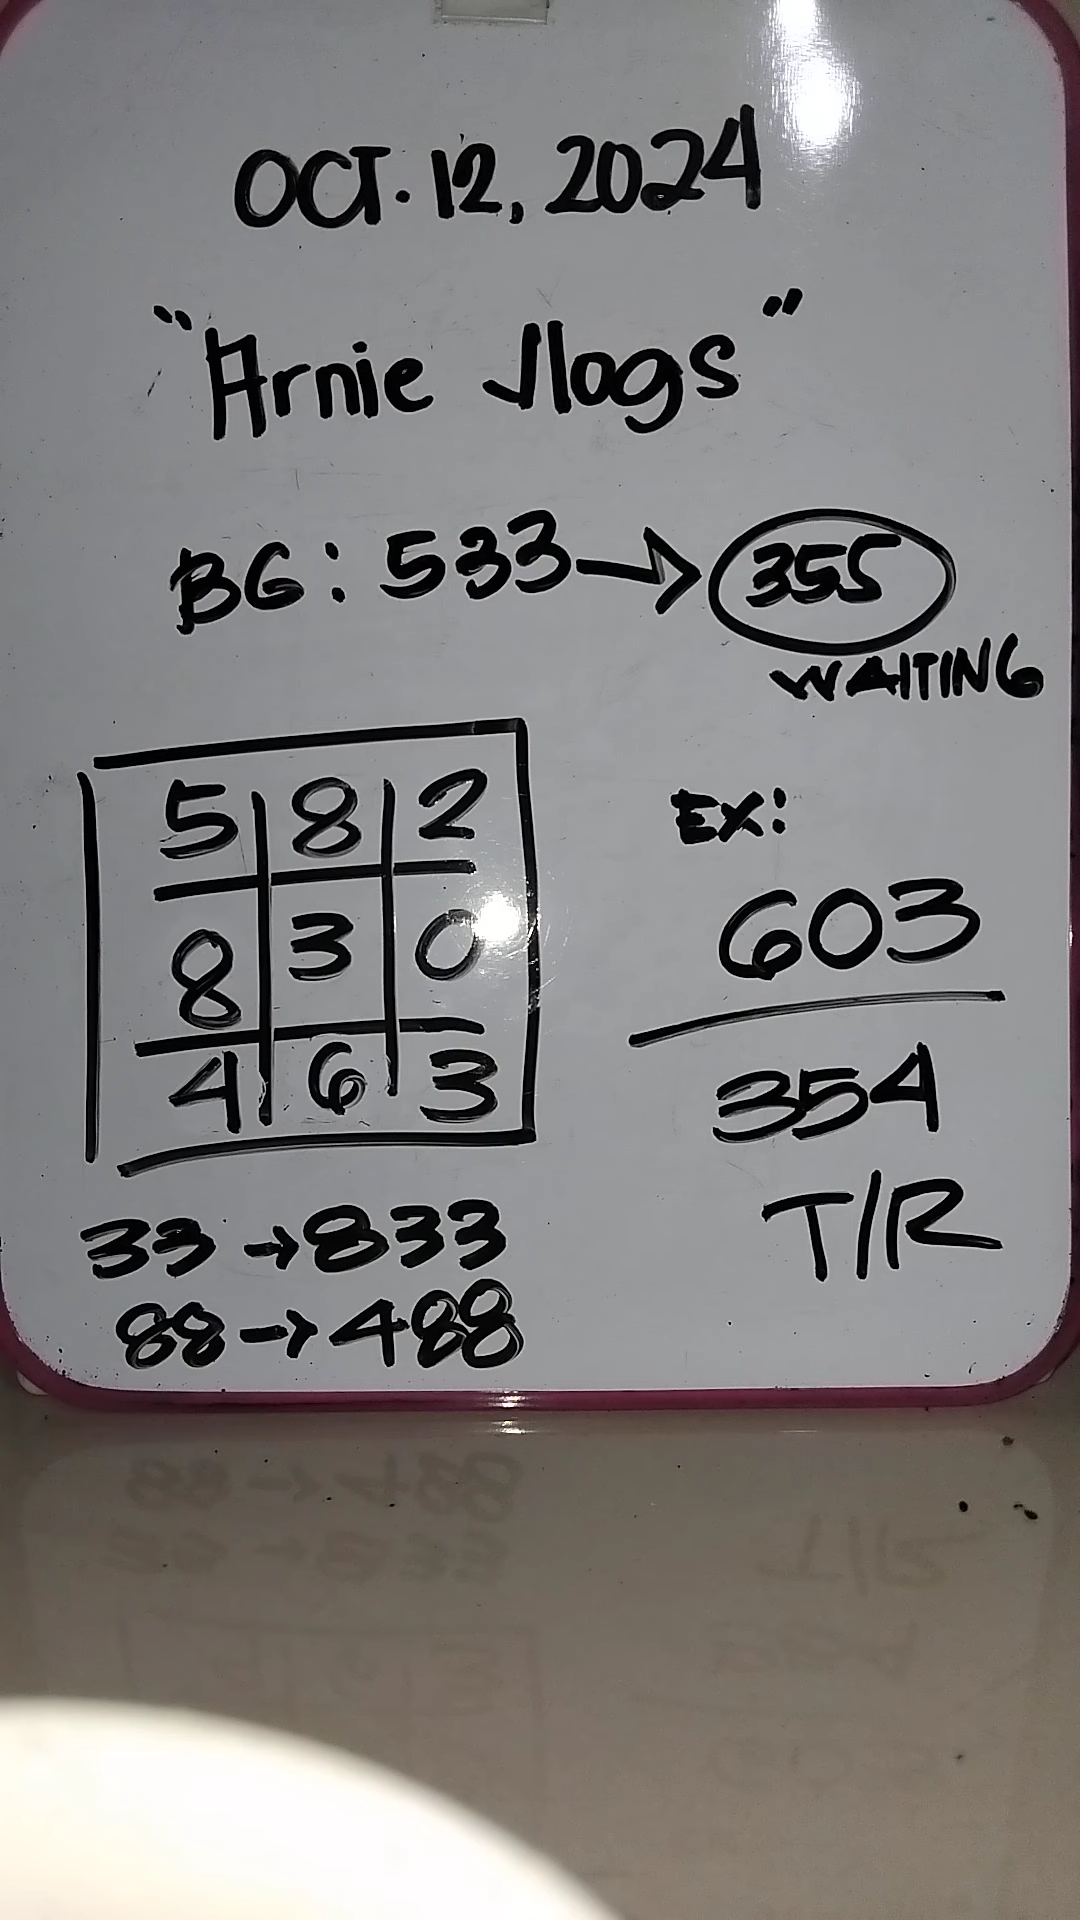 OCT. 12, 2024
"Arnie Vlogs"
BG: 533 → 355
WAITING
5 8 2
8 3 0
4 6 3
33 → 833
88 → 488
EX:
603
354
T/R